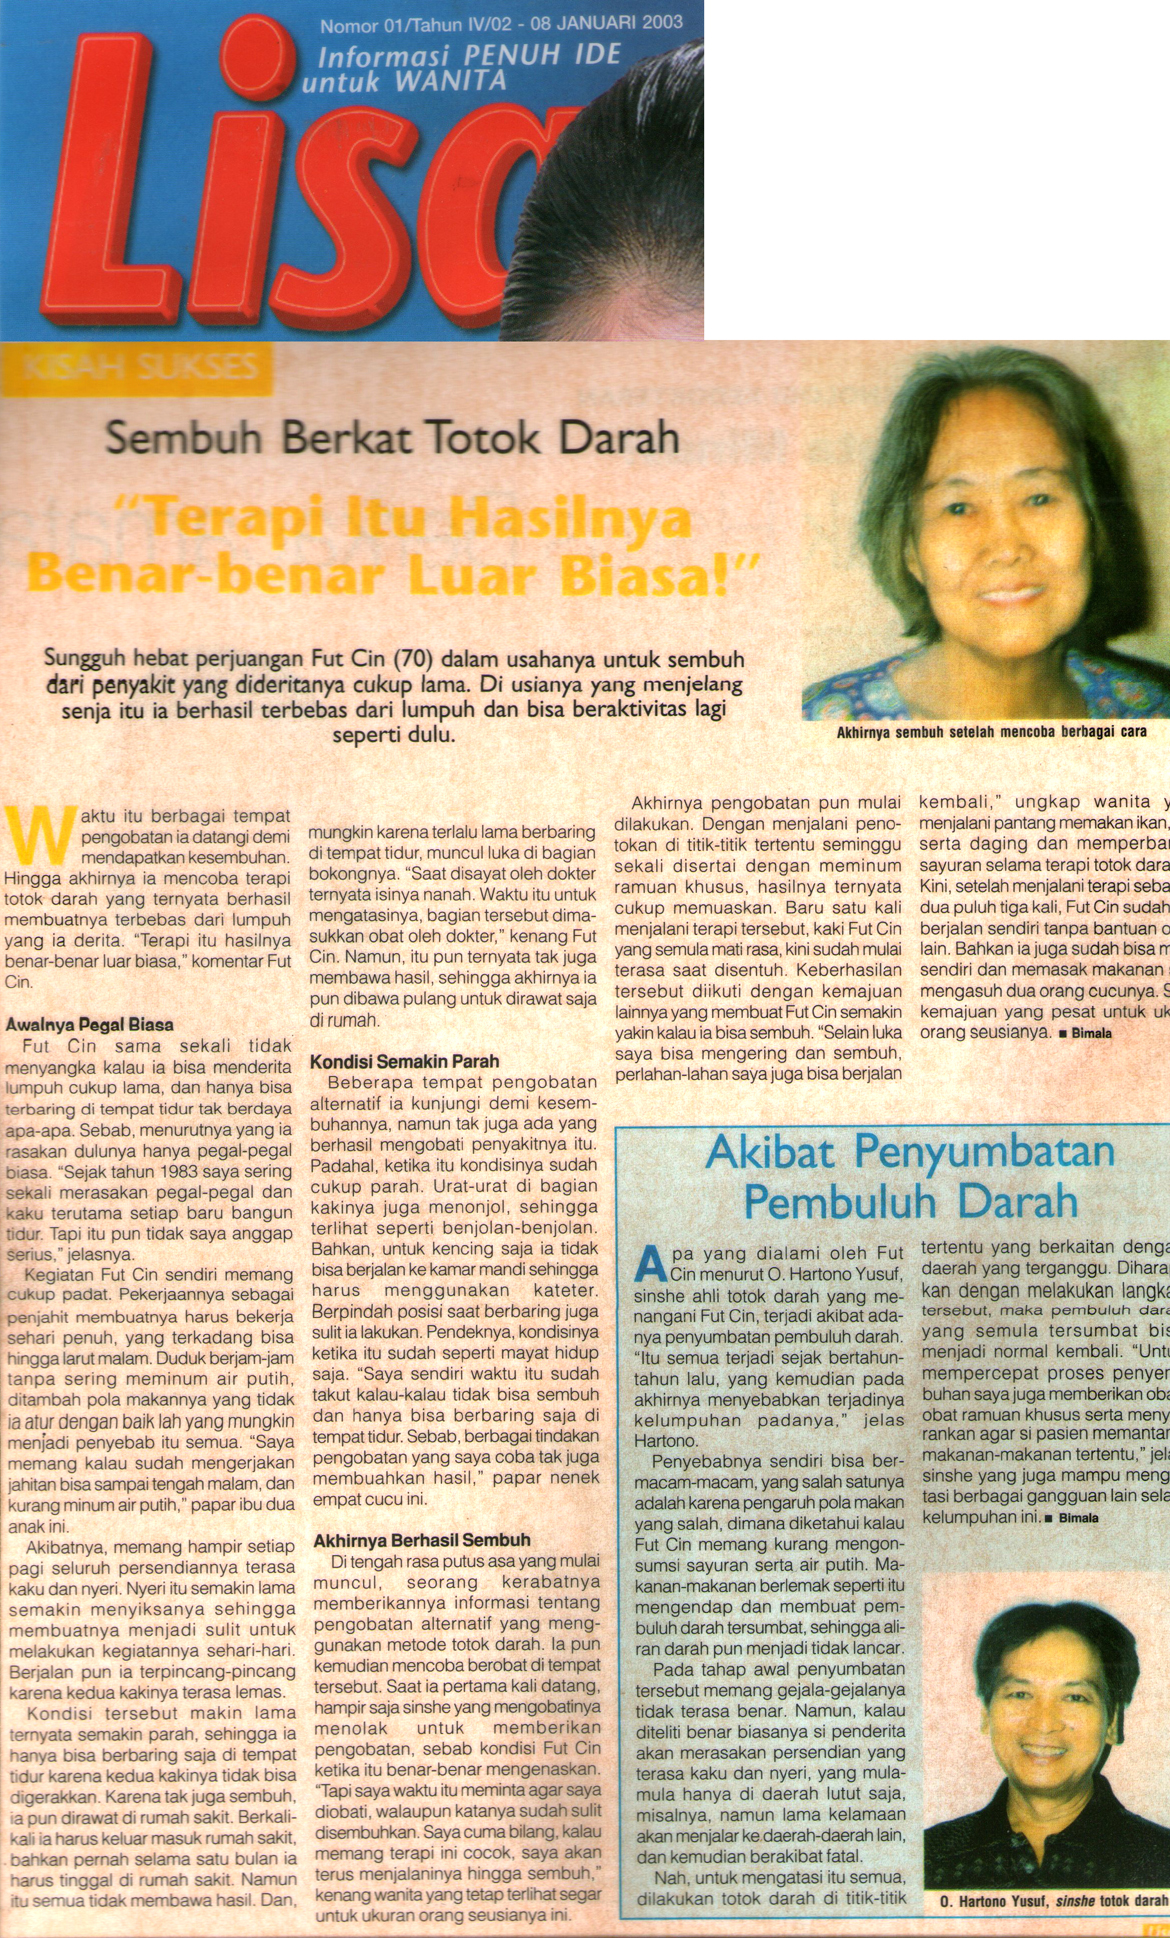 Nomor 01/Tahun IV/02 - 08 JANUARI 2003
Informasi PENUH IDE
untuk WANITA
Lisa
KISAH SUKSES
Sembuh Berkat Totok Darah
“Terapi Itu Hasilnya
Benar-benar Luar Biasa!”
Sungguh hebat perjuangan Fut Cin (70) dalam usahanya untuk sembuh
dari penyakit yang dideritanya cukup lama. Di usianya yang menjelang
senja itu ia berhasil terbebas dari lumpuh dan bisa beraktivitas lagi
seperti dulu.
Akhirnya sembuh setelah mencoba berbagai cara
Waktu itu berbagai tempat
pengobatan ia datangi demi
mendapatkan kesembuhan.
Hingga akhirnya ia mencoba terapi
totok darah yang ternyata berhasil
membuatnya terbebas dari lumpuh
yang ia derita. “Terapi itu hasilnya
benar-benar luar biasa,” komentar Fut
Cin.
Awalnya Pegal Biasa
Fut Cin sama sekali tidak
menyangka kalau ia bisa menderita
lumpuh cukup lama, dan hanya bisa
terbaring di tempat tidur tak berdaya
apa-apa. Sebab, menurutnya yang ia
rasakan dulunya hanya pegal-pegal
biasa. “Sejak tahun 1983 saya sering
sekali merasakan pegal-pegal dan
kaku terutama setiap baru bangun
tidur. Tapi itu pun tidak saya anggap
serius,” jelasnya.
Kegiatan Fut Cin sendiri memang
cukup padat. Pekerjaannya sebagai
penjahit membuatnya harus bekerja
sehari penuh, yang terkadang bisa
hingga larut malam. Duduk berjam-jam
tanpa sering meminum air putih,
ditambah pola makannya yang tidak
ia atur dengan baik lah yang mungkin
menjadi penyebab itu semua. “Saya
memang kalau sudah mengerjakan
jahitan bisa sampai tengah malam, dan
kurang minum air putih,” papar ibu dua
anak ini.
Akibatnya, memang hampir setiap
pagi seluruh persendiannya terasa
kaku dan nyeri. Nyeri itu semakin lama
semakin menyiksanya sehingga
membuatnya menjadi sulit untuk
melakukan kegiatannya sehari-hari.
Berjalan pun ia terpincang-pincang
karena kedua kakinya terasa lemas.
Kondisi tersebut makin lama
ternyata semakin parah, sehingga ia
hanya bisa berbaring saja di tempat
tidur karena kedua kakinya tidak bisa
digerakkan. Karena tak juga sembuh,
ia pun dirawat di rumah sakit. Berkali-
kali ia harus keluar masuk rumah sakit,
bahkan pernah selama satu bulan ia
harus tinggal di rumah sakit. Namun
itu semua tidak membawa hasil. Dan,
mungkin karena terlalu lama berbaring
di tempat tidur, muncul luka di bagian
bokongnya. “Saat disayat oleh dokter
ternyata isinya nanah. Waktu itu untuk
mengatasinya, bagian tersebut dima-
sukkan obat oleh dokter,” kenang Fut
Cin. Namun, itu pun ternyata tak juga
membawa hasil, sehingga akhirnya ia
pun dibawa pulang untuk dirawat saja
di rumah.
Kondisi Semakin Parah
Beberapa tempat pengobatan
alternatif ia kunjungi demi kesem-
buhannya, namun tak juga ada yang
berhasil mengobati penyakitnya itu.
Padahal, ketika itu kondisinya sudah
cukup parah. Urat-urat di bagian
kakinya juga menonjol, sehingga
terlihat seperti benjolan-benjolan.
Bahkan, untuk kencing saja ia tidak
bisa berjalan ke kamar mandi sehingga
harus menggunakan kateter.
Berpindah posisi saat berbaring juga
sulit ia lakukan. Pendeknya, kondisinya
ketika itu sudah seperti mayat hidup
saja. “Saya sendiri waktu itu sudah
takut kalau-kalau tidak bisa sembuh
dan hanya bisa berbaring saja di
tempat tidur. Sebab, berbagai tindakan
pengobatan yang saya coba tak juga
membuahkan hasil,” papar nenek
empat cucu ini.
Akhirnya Berhasil Sembuh
Di tengah rasa putus asa yang mulai
muncul, seorang kerabatnya
memberikannya informasi tentang
pengobatan alternatif yang meng-
gunakan metode totok darah. Ia pun
kemudian mencoba berobat di tempat
tersebut. Saat ia pertama kali datang,
hampir saja sinshe yang mengobatinya
menolak untuk memberikan
pengobatan, sebab kondisi Fut Cin
ketika itu benar-benar mengenaskan.
“Tapi saya waktu itu meminta agar saya
diobati, walaupun katanya sudah sulit
disembuhkan. Saya cuma bilang, kalau
memang terapi ini cocok, saya akan
terus menjalaninya hingga sembuh,”
kenang wanita yang tetap terlihat segar
untuk ukuran orang seusianya ini.
Akhirnya pengobatan pun mulai
dilakukan. Dengan menjalani peno-
tokan di titik-titik tertentu seminggu
sekali disertai dengan meminum
ramuan khusus, hasilnya ternyata
cukup memuaskan. Baru satu kali
menjalani terapi tersebut, kaki Fut Cin
yang semula mati rasa, kini sudah mulai
terasa saat disentuh. Keberhasilan
tersebut diikuti dengan kemajuan
lainnya yang membuat Fut Cin semakin
yakin kalau ia bisa sembuh. “Selain luka
saya bisa mengering dan sembuh,
perlahan-lahan saya juga bisa berjalan
kembali,” ungkap wanita y
menjalani pantang memakan ikan,
serta daging dan memperban
sayuran selama terapi totok dara
Kini, setelah menjalani terapi seba
dua puluh tiga kali, Fut Cin sudah
berjalan sendiri tanpa bantuan o
lain. Bahkan ia juga sudah bisa m
sendiri dan memasak makanan s
mengasuh dua orang cucunya. S
kemajuan yang pesat untuk uk
orang seusianya. ■ Bimala
Akibat Penyumbatan
Pembuluh Darah
Apa yang dialami oleh Fut
Cin menurut O. Hartono Yusuf,
sinshe ahli totok darah yang me-
nangani Fut Cin, terjadi akibat ada-
nya penyumbatan pembuluh darah.
“Itu semua terjadi sejak bertahun-
tahun lalu, yang kemudian pada
akhirnya menyebabkan terjadinya
kelumpuhan padanya,” jelas
Hartono.
Penyebabnya sendiri bisa ber-
macam-macam, yang salah satunya
adalah karena pengaruh pola makan
yang salah, dimana diketahui kalau
Fut Cin memang kurang mengon-
sumsi sayuran serta air putih. Ma-
kanan-makanan berlemak seperti itu
mengendap dan membuat pem-
buluh darah tersumbat, sehingga ali-
ran darah pun menjadi tidak lancar.
Pada tahap awal penyumbatan
tersebut memang gejala-gejalanya
tidak terasa benar. Namun, kalau
diteliti benar biasanya si penderita
akan merasakan persendian yang
terasa kaku dan nyeri, yang mula-
mula hanya di daerah lutut saja,
misalnya, namun lama kelamaan
akan menjalar ke daerah-daerah lain,
dan kemudian berakibat fatal.
Nah, untuk mengatasi itu semua,
dilakukan totok darah di titik-titik
tertentu yang berkaitan denga
daerah yang terganggu. Dihara
kan dengan melakukan langka
tersebut, maka pembuluh dara
yang semula tersumbat bis
menjadi normal kembali. “Untu
mempercepat proses penyem
buhan saya juga memberikan oba
obat ramuan khusus serta meny
rankan agar si pasien memantan
makanan-makanan tertentu,” jela
sinshe yang juga mampu meng
tasi berbagai gangguan lain sela
kelumpuhan ini. ■ Bimala
O. Hartono Yusuf, sinshe totok darah